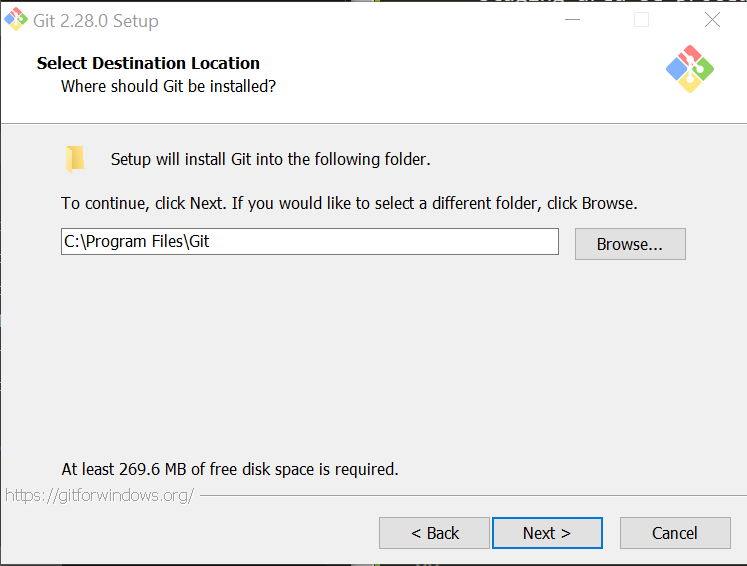 Git 2.28.0 Setup
Select Destination Location
Where should Git be installed?
Setup will install Git into the following folder.
To continue, click Next. If you would like to select a different folder, click Browse.
C:\Program Files\Git
Browse...
At least 269.6 MB of free disk space is required.
https://gitforwindows.org/
< Back
Next >
Cancel